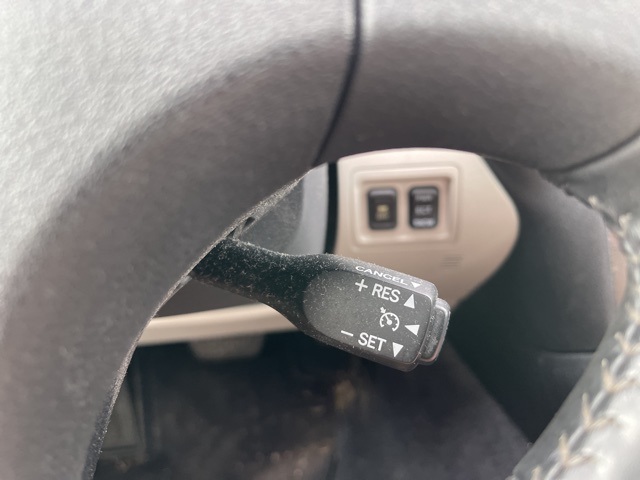 CANCEL ▼
+ RES ▲
◀
− SET ▼